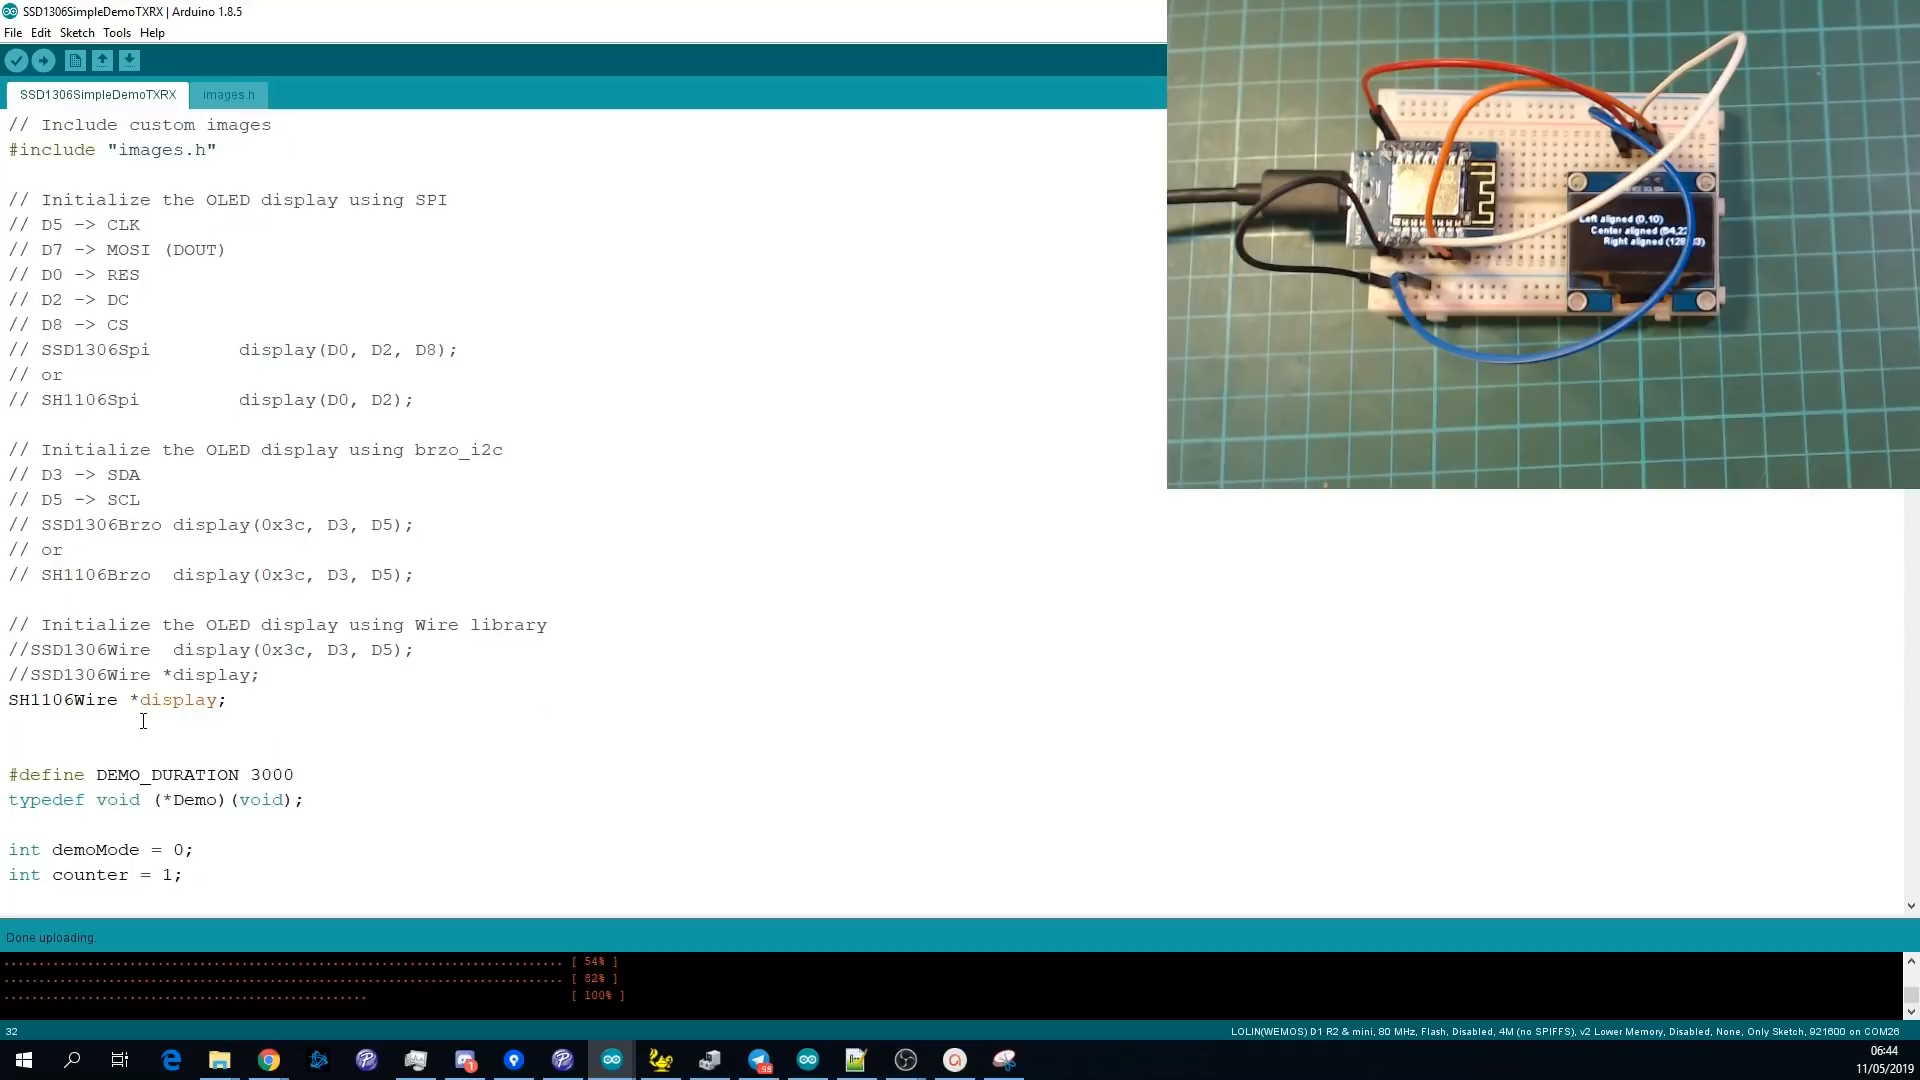 SSD1306SimpleDemoTXRX | Arduino 1.8.5
File Edit Sketch Tools Help
SSD1306SimpleDemoTXRX images.h
// Include custom images
#include "images.h"
// Initialize the OLED display using SPI
// D5 -> CLK
// D7 -> MOSI (DOUT)
// D0 -> RES
// D2 -> DC
// D8 -> CS
// SSD1306Spi display(D0, D2, D8);
// or
// SH1106Spi display(D0, D2);
// Initialize the OLED display using brzo_i2c
// D3 -> SDA
// D5 -> SCL
// SSD1306Brzo display(0x3c, D3, D5);
// or
// SH1106Brzo display(0x3c, D3, D5);
// Initialize the OLED display using Wire library
//SSD1306Wire display(0x3c, D3, D5);
//SSD1306Wire *display;
SH1106Wire *display;
#define DEMO_DURATION 3000
typedef void (*Demo)(void);
int demoMode = 0;
int counter = 1;
Left aligned (0,10)
Center aligned (64,22
Right aligned (128
Done uploading.
................................................................................ [ 54% ]
................................................................................ [ 82% ]
.................................................... [ 100% ]
32
LOLIN(WEMOS) D1 R2 & mini, 80 MHz, Flash, Disabled, 4M (no SPIFFS), v2 Lower Memory, Disabled, None, Only Sketch, 921600 on COM26
06:44
11/05/2019